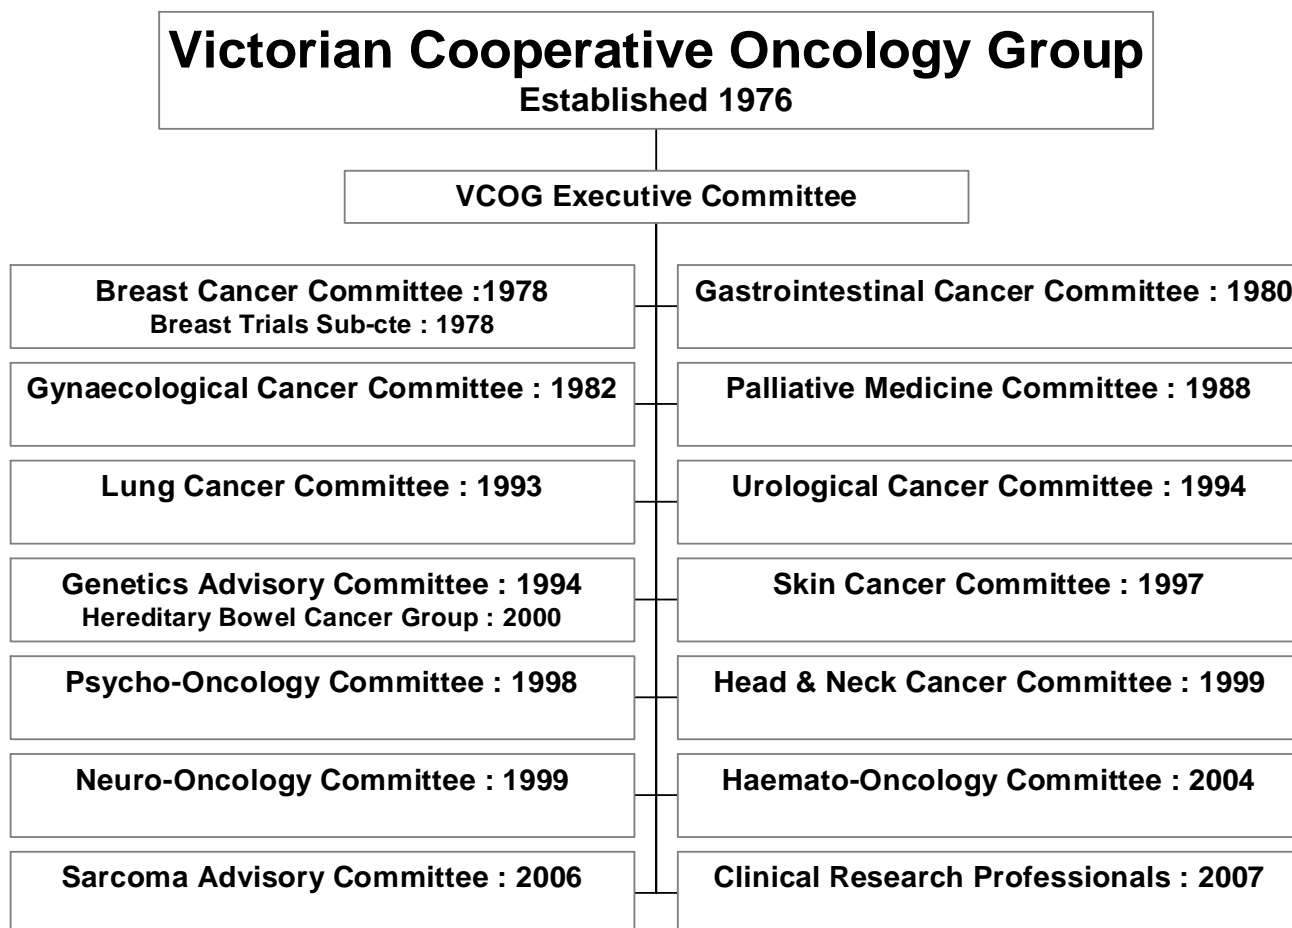 Victorian Cooperative Oncology Group
Established 1976
VCOG Executive Committee
Breast Cancer Committee :1978
Breast Trials Sub-cte : 1978
Gastrointestinal Cancer Committee : 1980
Gynaecological Cancer Committee : 1982
Palliative Medicine Committee : 1988
Lung Cancer Committee : 1993
Urological Cancer Committee : 1994
Genetics Advisory Committee : 1994
Hereditary Bowel Cancer Group : 2000
Skin Cancer Committee : 1997
Psycho-Oncology Committee : 1998
Head & Neck Cancer Committee : 1999
Neuro-Oncology Committee : 1999
Haemato-Oncology Committee : 2004
Sarcoma Advisory Committee : 2006
Clinical Research Professionals : 2007